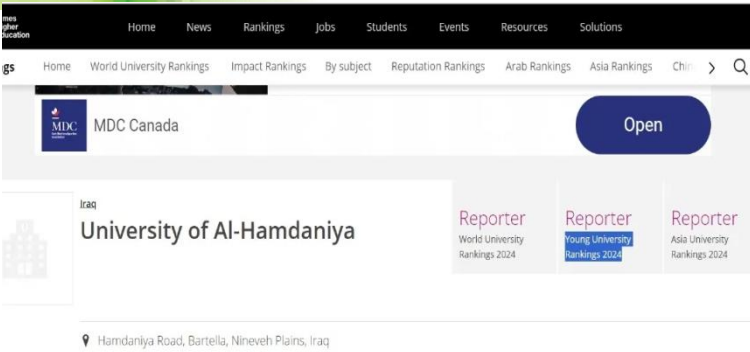 Home News Rankings Jobs Students Events Resources Solutions
Home World University Rankings Impact Rankings By subject Reputation Rankings Arab Rankings Asia Rankings
MDC MDC Canada Open
Iraq
University of Al-Hamdaniya
Reporter
World University
Rankings 2024
Reporter
Young University
Rankings 2024
Reporter
Asia University
Rankings 2024
Hamdaniya Road, Bartella, Nineveh Plains, Iraq